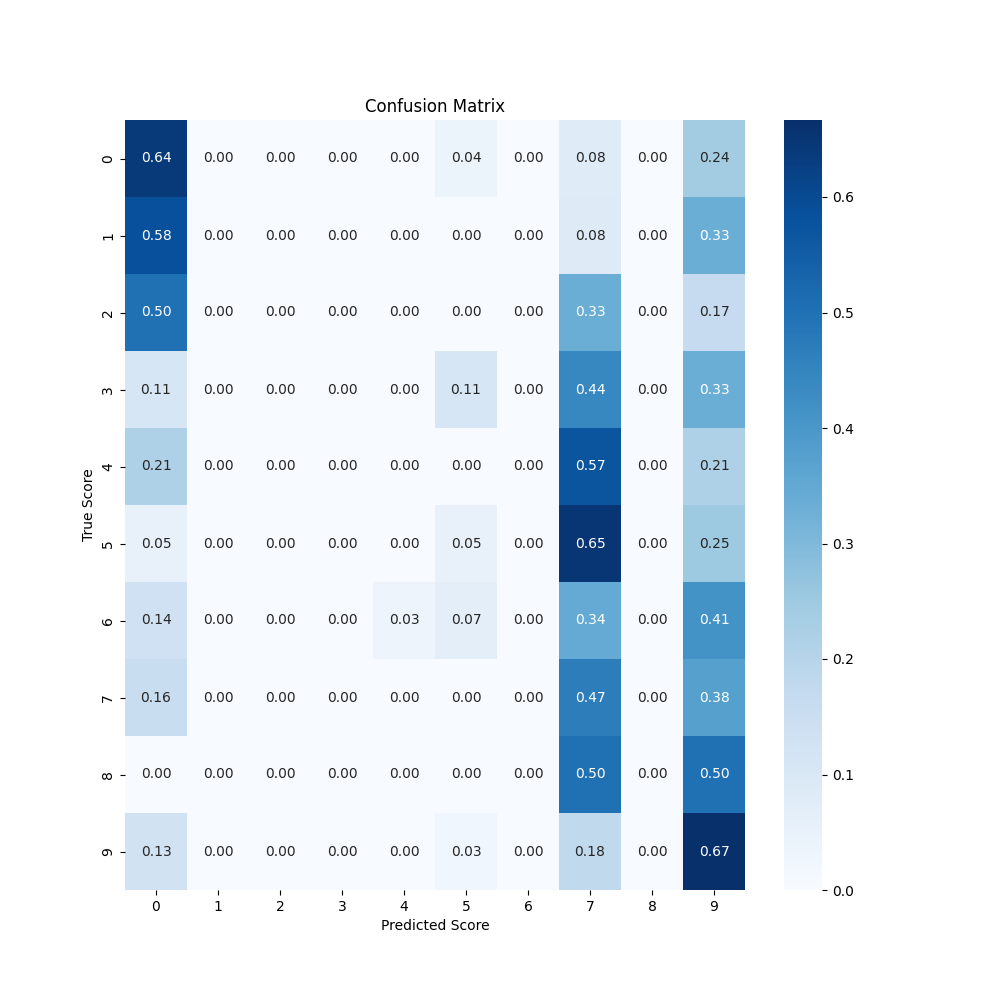 Confusion Matrix
0 0.64 0.00 0.00 0.00 0.00 0.04 0.00 0.08 0.00 0.24
1 0.58 0.00 0.00 0.00 0.00 0.00 0.00 0.08 0.00 0.33
2 0.50 0.00 0.00 0.00 0.00 0.00 0.00 0.33 0.00 0.17
3 0.11 0.00 0.00 0.00 0.00 0.11 0.00 0.44 0.00 0.33
4 0.21 0.00 0.00 0.00 0.00 0.00 0.00 0.57 0.00 0.21
5 0.05 0.00 0.00 0.00 0.00 0.05 0.00 0.65 0.00 0.25
6 0.14 0.00 0.00 0.00 0.03 0.07 0.00 0.34 0.00 0.41
7 0.16 0.00 0.00 0.00 0.00 0.00 0.00 0.47 0.00 0.38
8 0.00 0.00 0.00 0.00 0.00 0.00 0.00 0.50 0.00 0.50
9 0.13 0.00 0.00 0.00 0.00 0.03 0.00 0.18 0.00 0.67
0 1 2 3 4 5 6 7 8 9
Predicted Score
True Score
0.6
0.5
0.4
0.3
0.2
0.1
0.0